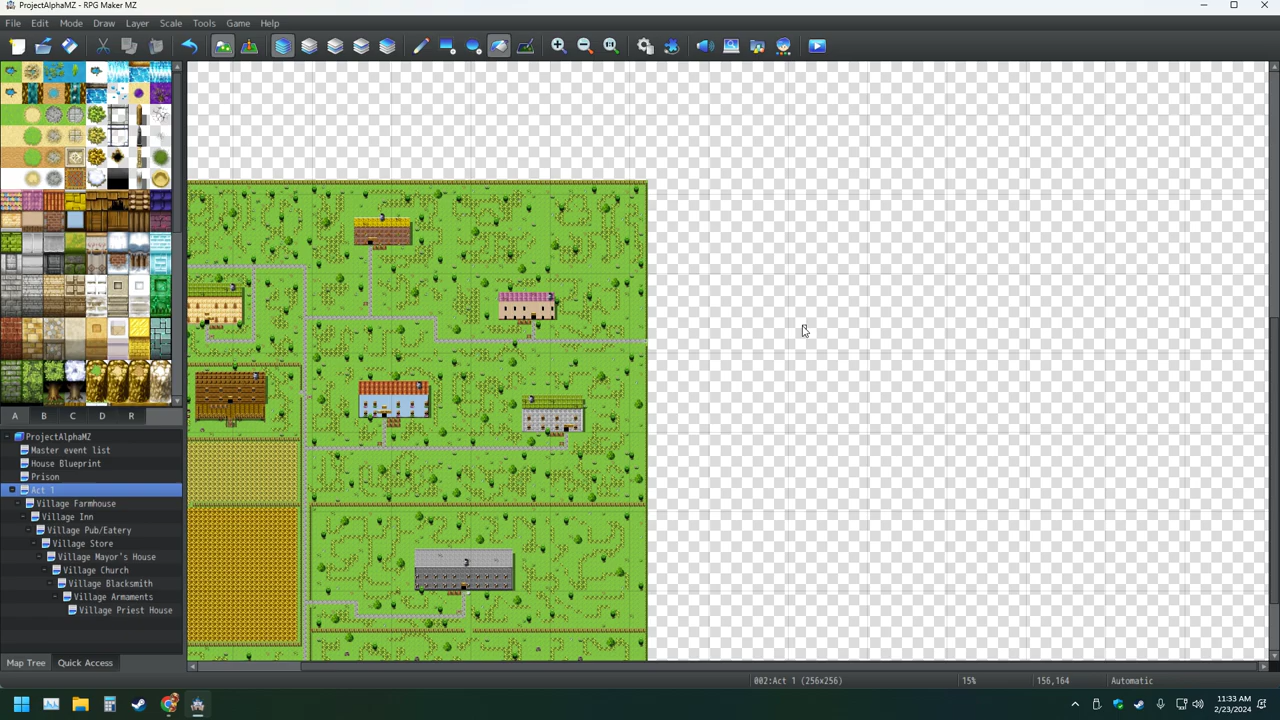 ProjectAlphaMZ - RPG Maker MZ
File Edit Mode Draw Layer Scale Tools Game Help
A B C D R
ProjectAlphaMZ
Master event list
House Blueprint
Prison
Act 1
Village Farmhouse
Village Inn
Village Pub/Eatery
Village Store
Village Mayor's House
Village Church
Village Blacksmith
Village Armaments
Village Priest House
Map Tree Quick Access
002:Act 1 (256x256) 15% 156,164 Automatic
11:33 AM
2/23/2024